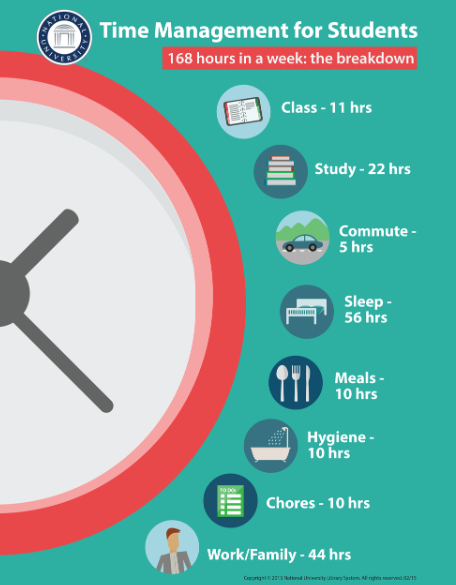 NATIONAL
UNIVERSITY
Time Management for Students
168 hours in a week: the breakdown
Class - 11 hrs
Study - 22 hrs
Commute -
5 hrs
Sleep -
56 hrs
Meals -
10 hrs
Hygiene -
10 hrs
TO DO:
Chores - 10 hrs
Work/Family - 44 hrs
Copyright © 2013 National University Library System. All rights reserved. 02/15